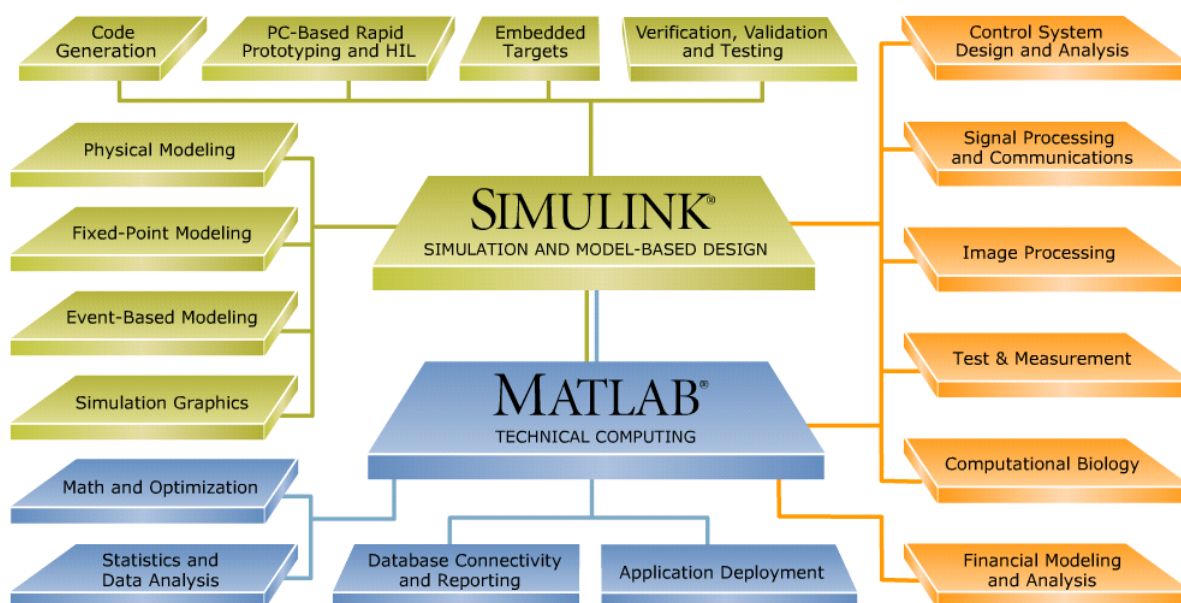 Code
Generation
PC-Based Rapid
Prototyping and HIL
Embedded
Targets
Verification, Validation
and Testing
Control System
Design and Analysis
Physical Modeling
Signal Processing
and Communications
SIMULINK®
SIMULATION AND MODEL-BASED DESIGN
Fixed-Point Modeling
Image Processing
Event-Based Modeling
Test & Measurement
Simulation Graphics
MATLAB®
TECHNICAL COMPUTING
Computational Biology
Math and Optimization
Statistics and
Data Analysis
Database Connectivity
and Reporting
Application Deployment
Financial Modeling
and Analysis